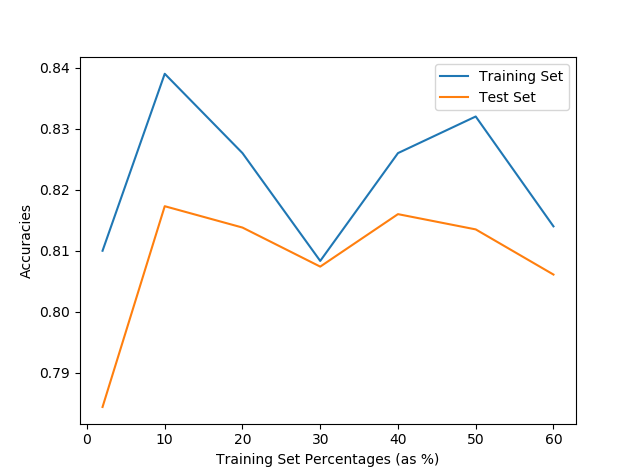 0.84
0.83
0.82
0.81
0.80
0.79
Accuracies
0 10 20 30 40 50 60
Training Set Percentages (as %)
Training Set
Test Set